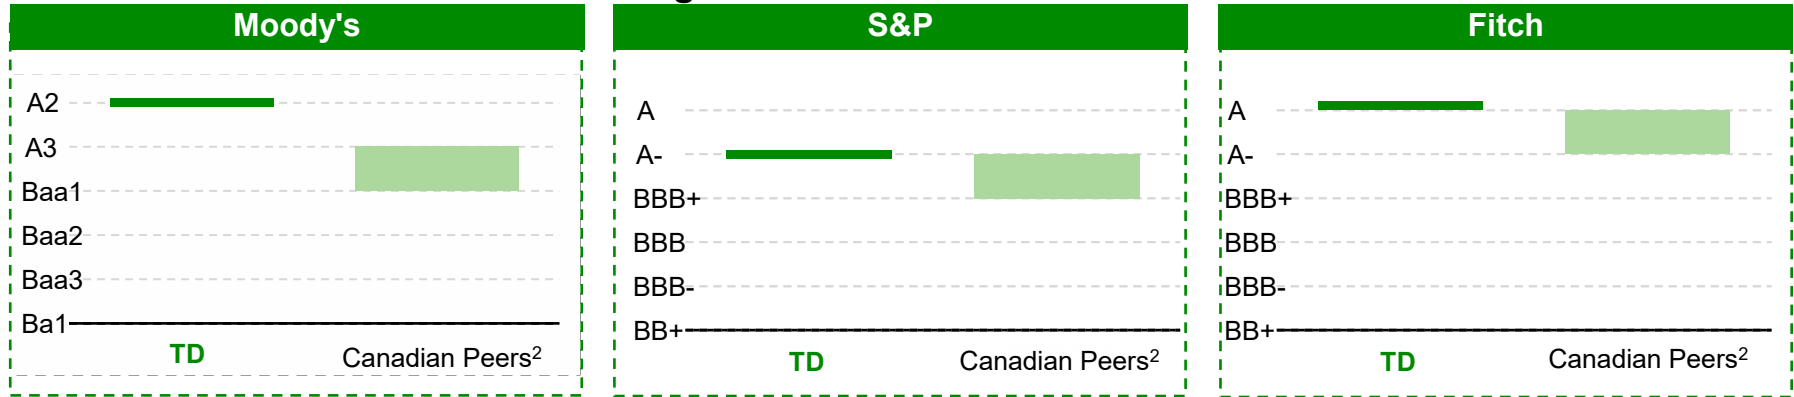 Moody's
A2
A3
Baa1
Baa2
Baa3
Ba1
TD
Canadian Peers²
S&P
A
A-
BBB+
BBB
BBB-
BB+
TD
Canadian Peers²
Fitch
A
A-
BBB+
BBB
BBB-
BB+
TD
Canadian Peers²